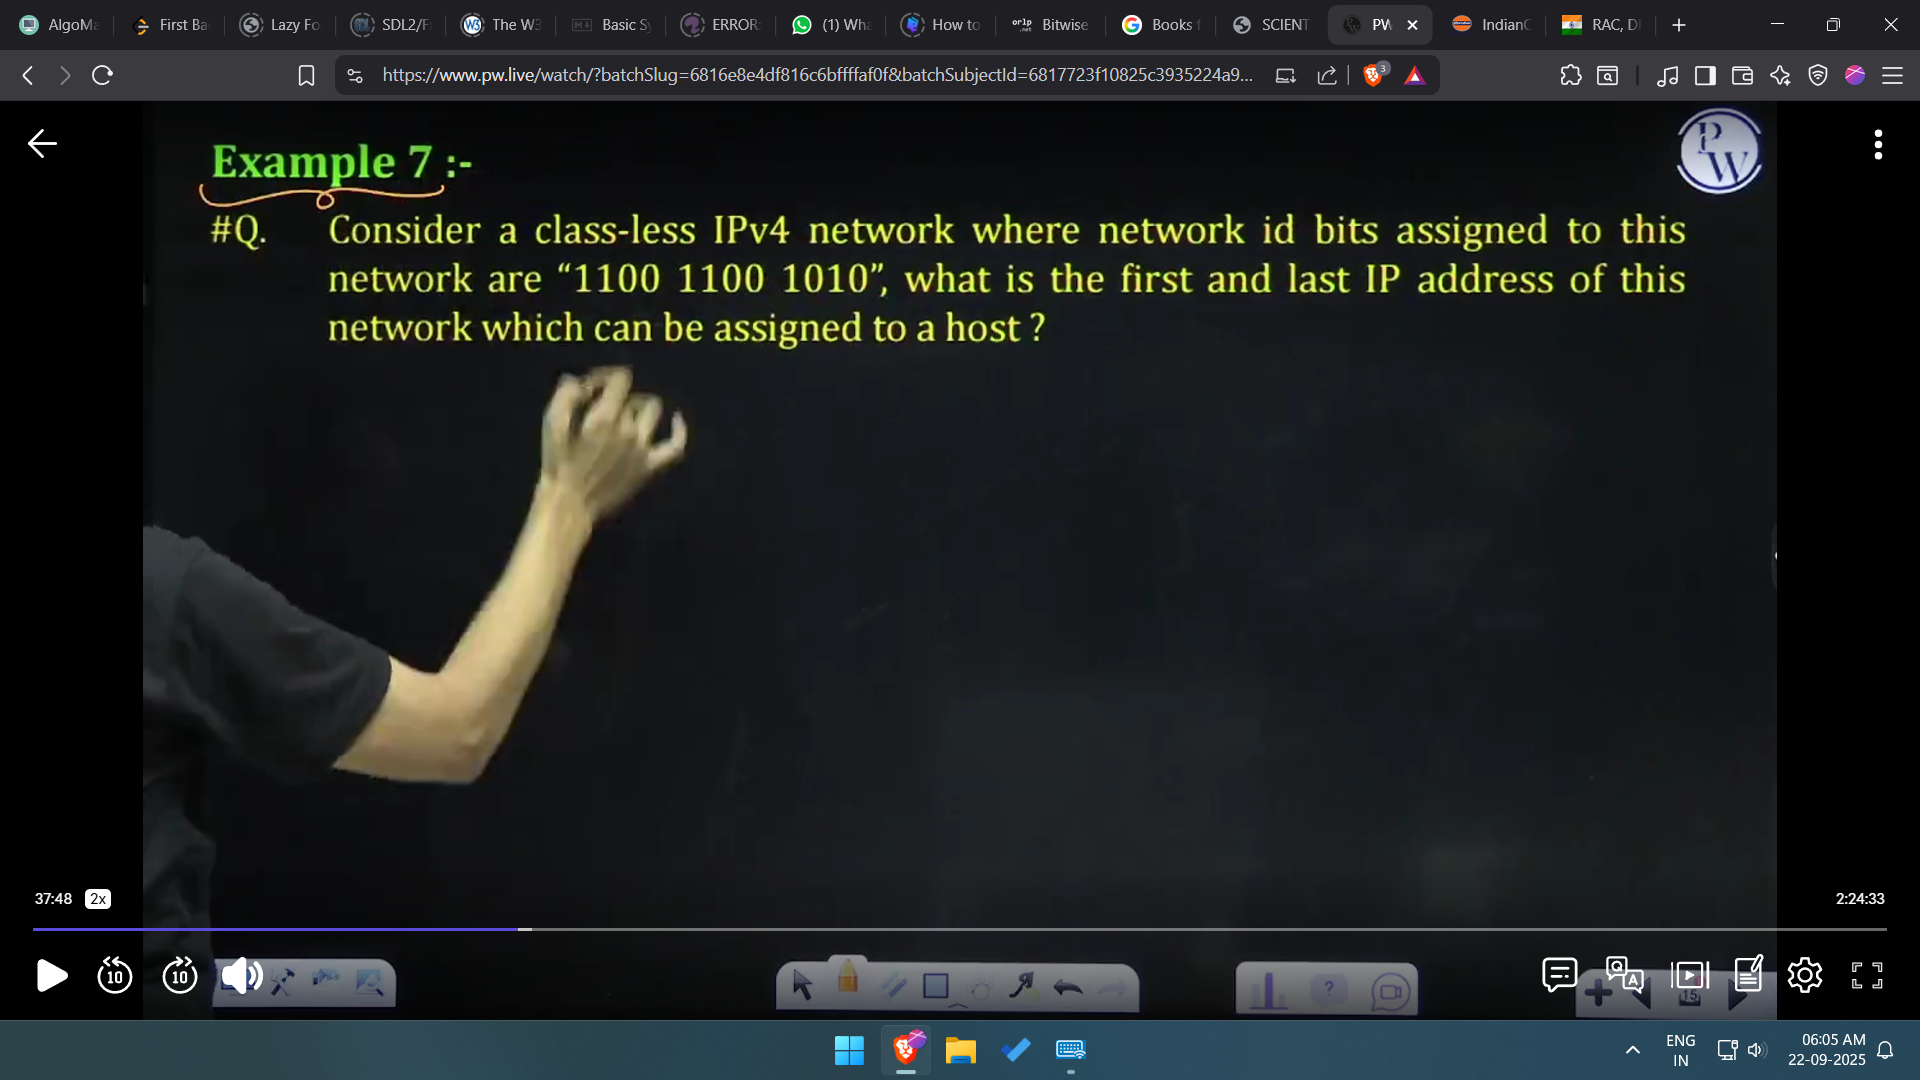 AlgoMa
First Ba
Lazy Fo
SDL2/F
The W3
Basic Sy
ERROR:
(1) Wha
How to
Bitwise
Books f
SCIENT
PW
IndianO
RAC, DI
https://www.pw.live/watch/?batchSlug=6816e8e4df816c6bffffaf0f&batchSubjectId=6817723f10825c3935224a9...
3
Example 7 :-
PW
#Q. Consider a class-less IPv4 network where network id bits assigned to this
network are “1100 1100 1010”, what is the first and last IP address of this
network which can be assigned to a host ?
37:48 2x
2:24:33
10
10
15
ENG
IN
06:05 AM
22-09-2025